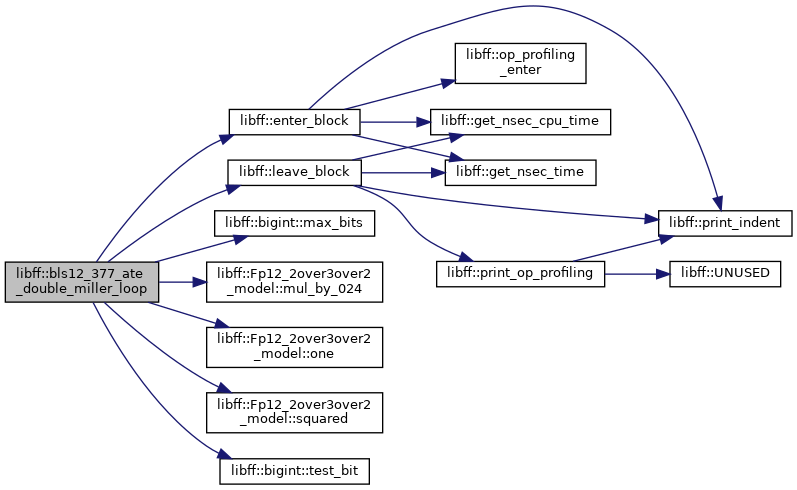 libff::bls12_377_ate
_double_miller_loop
libff::enter_block
libff::leave_block
libff::bigint::max_bits
libff::Fp12_2over3over2
_model::mul_by_024
libff::Fp12_2over3over2
_model::one
libff::Fp12_2over3over2
_model::squared
libff::bigint::test_bit
libff::op_profiling
_enter
libff::get_nsec_cpu_time
libff::get_nsec_time
libff::print_op_profiling
libff::print_indent
libff::UNUSED